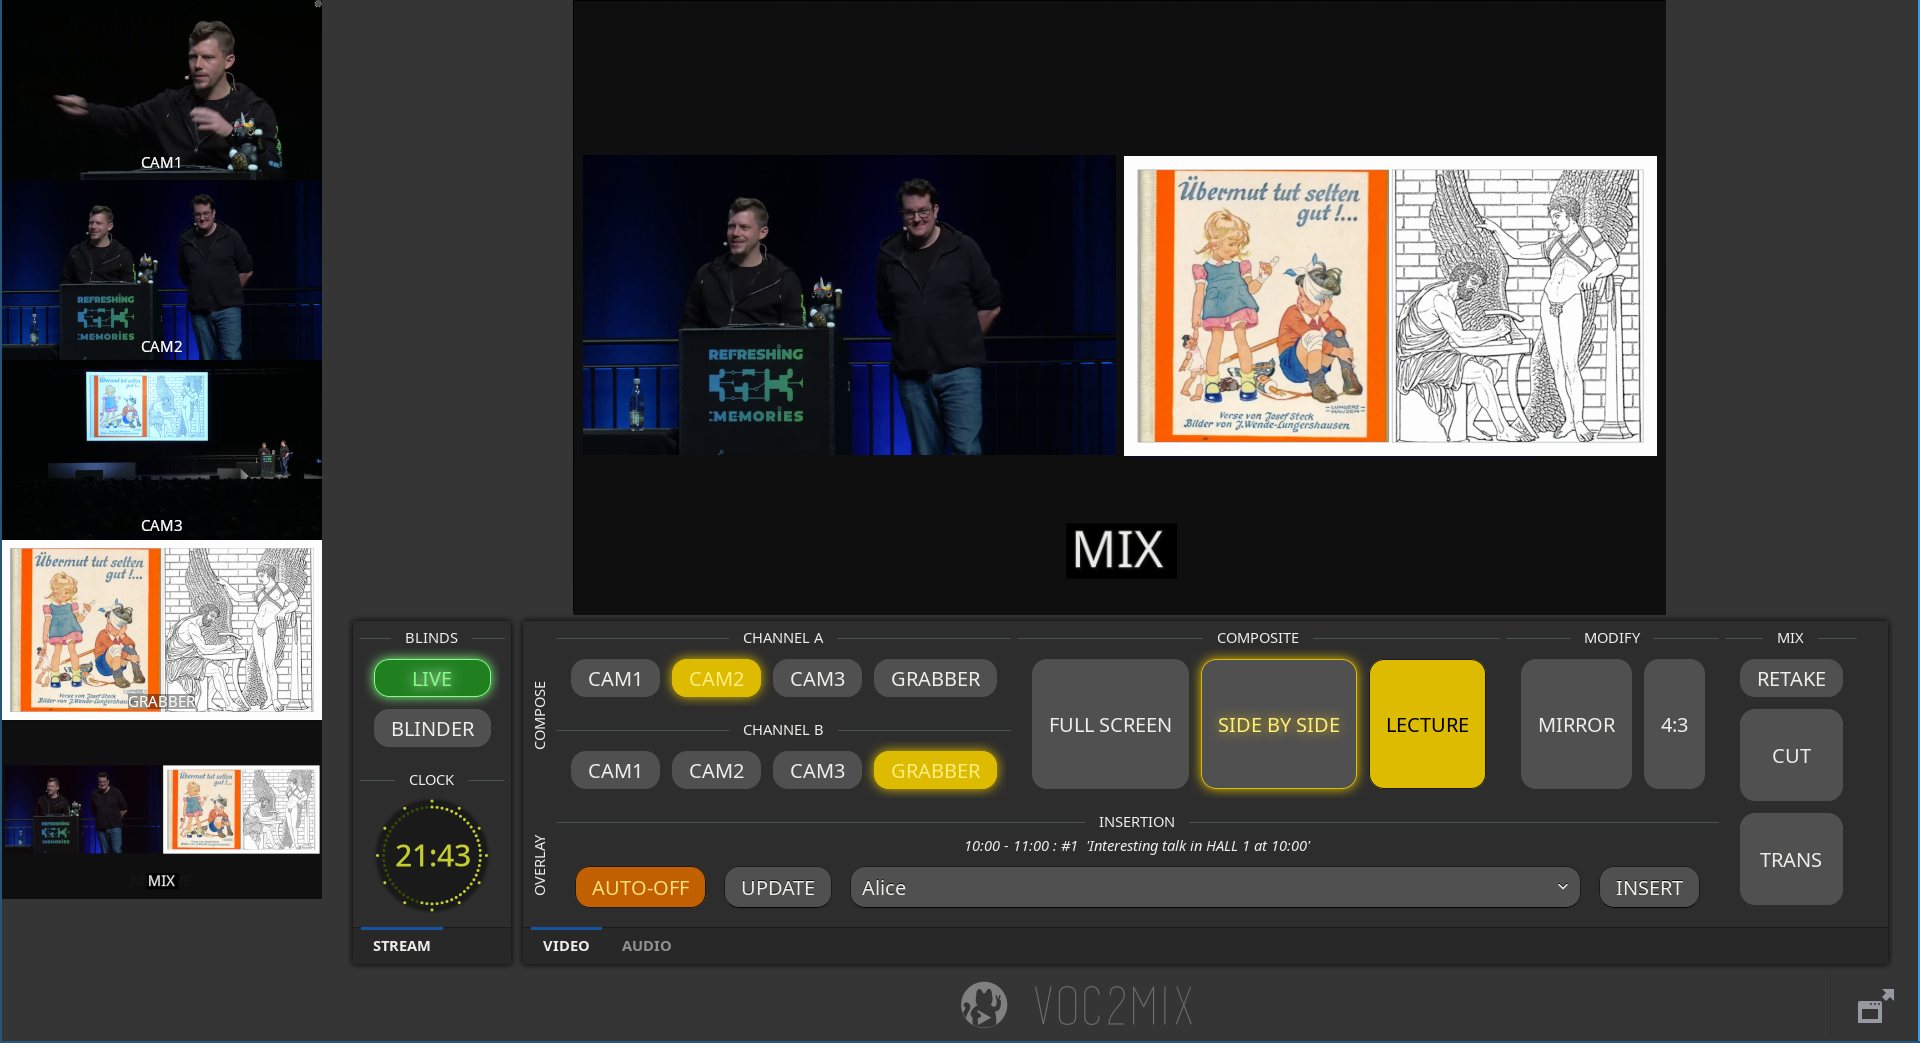 CAM1
REFRESHING
MEMORIES
CAM2
CAM3
Übermut tut selten
gut !...
Verse von Josef Steck
Bilder von J.Wende-Lungershausen
GRABBER
MIX
REFRESHING
:MEMORIES
Übermut tut selten
gut !...
LUNGERS
HAUSEN
Verse von Josef Steck
Bilder von J.Wende-Lungershausen
MIX
BLINDS
LIVE
BLINDER
CLOCK
21:43
STREAM
COMPOSE
CHANNEL A
CAM1 CAM2 CAM3 GRABBER
CHANNEL B
CAM1 CAM2 CAM3 GRABBER
COMPOSITE
FULL SCREEN SIDE BY SIDE LECTURE
MODIFY
MIRROR 4:3
MIX
RETAKE
CUT
TRANS
OVERLAY
INSERTION
10:00 - 11:00 : #1 'Interesting talk in HALL 1 at 10:00'
AUTO-OFF UPDATE Alice INSERT
VIDEO AUDIO
VOC2MIX